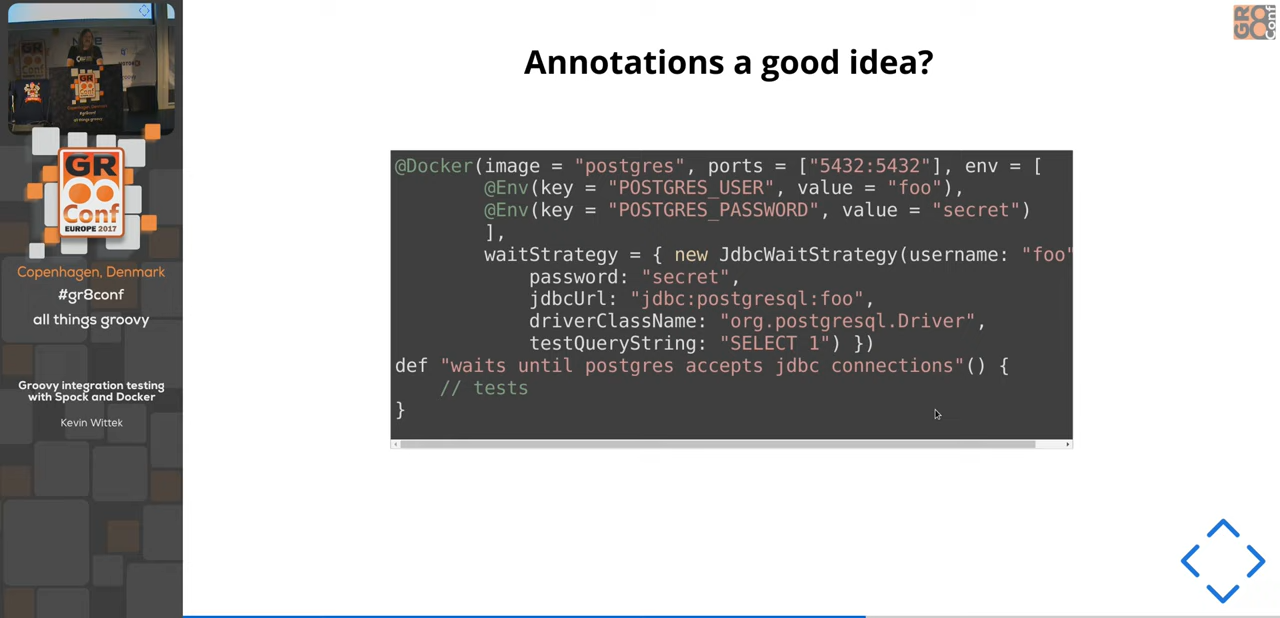 Annotations a good idea?
@Docker(image = "postgres", ports = ["5432:5432"], env = [
@Env(key = "POSTGRES_USER", value = "foo"),
@Env(key = "POSTGRES_PASSWORD", value = "secret")
],
waitStrategy = { new JdbcWaitStrategy(username: "foo"
password: "secret",
jdbcUrl: "jdbc:postgresql:foo",
driverClassName: "org.postgresql.Driver",
testQueryString: "SELECT 1") })
def "waits until postgres accepts jdbc connections"() {
// tests
}
GR
Conf
EUROPE 2017
Copenhagen, Denmark
#gr8conf
all things groovy
Groovy integration testing
with Spock and Docker
Kevin Wittek
GR
Conf